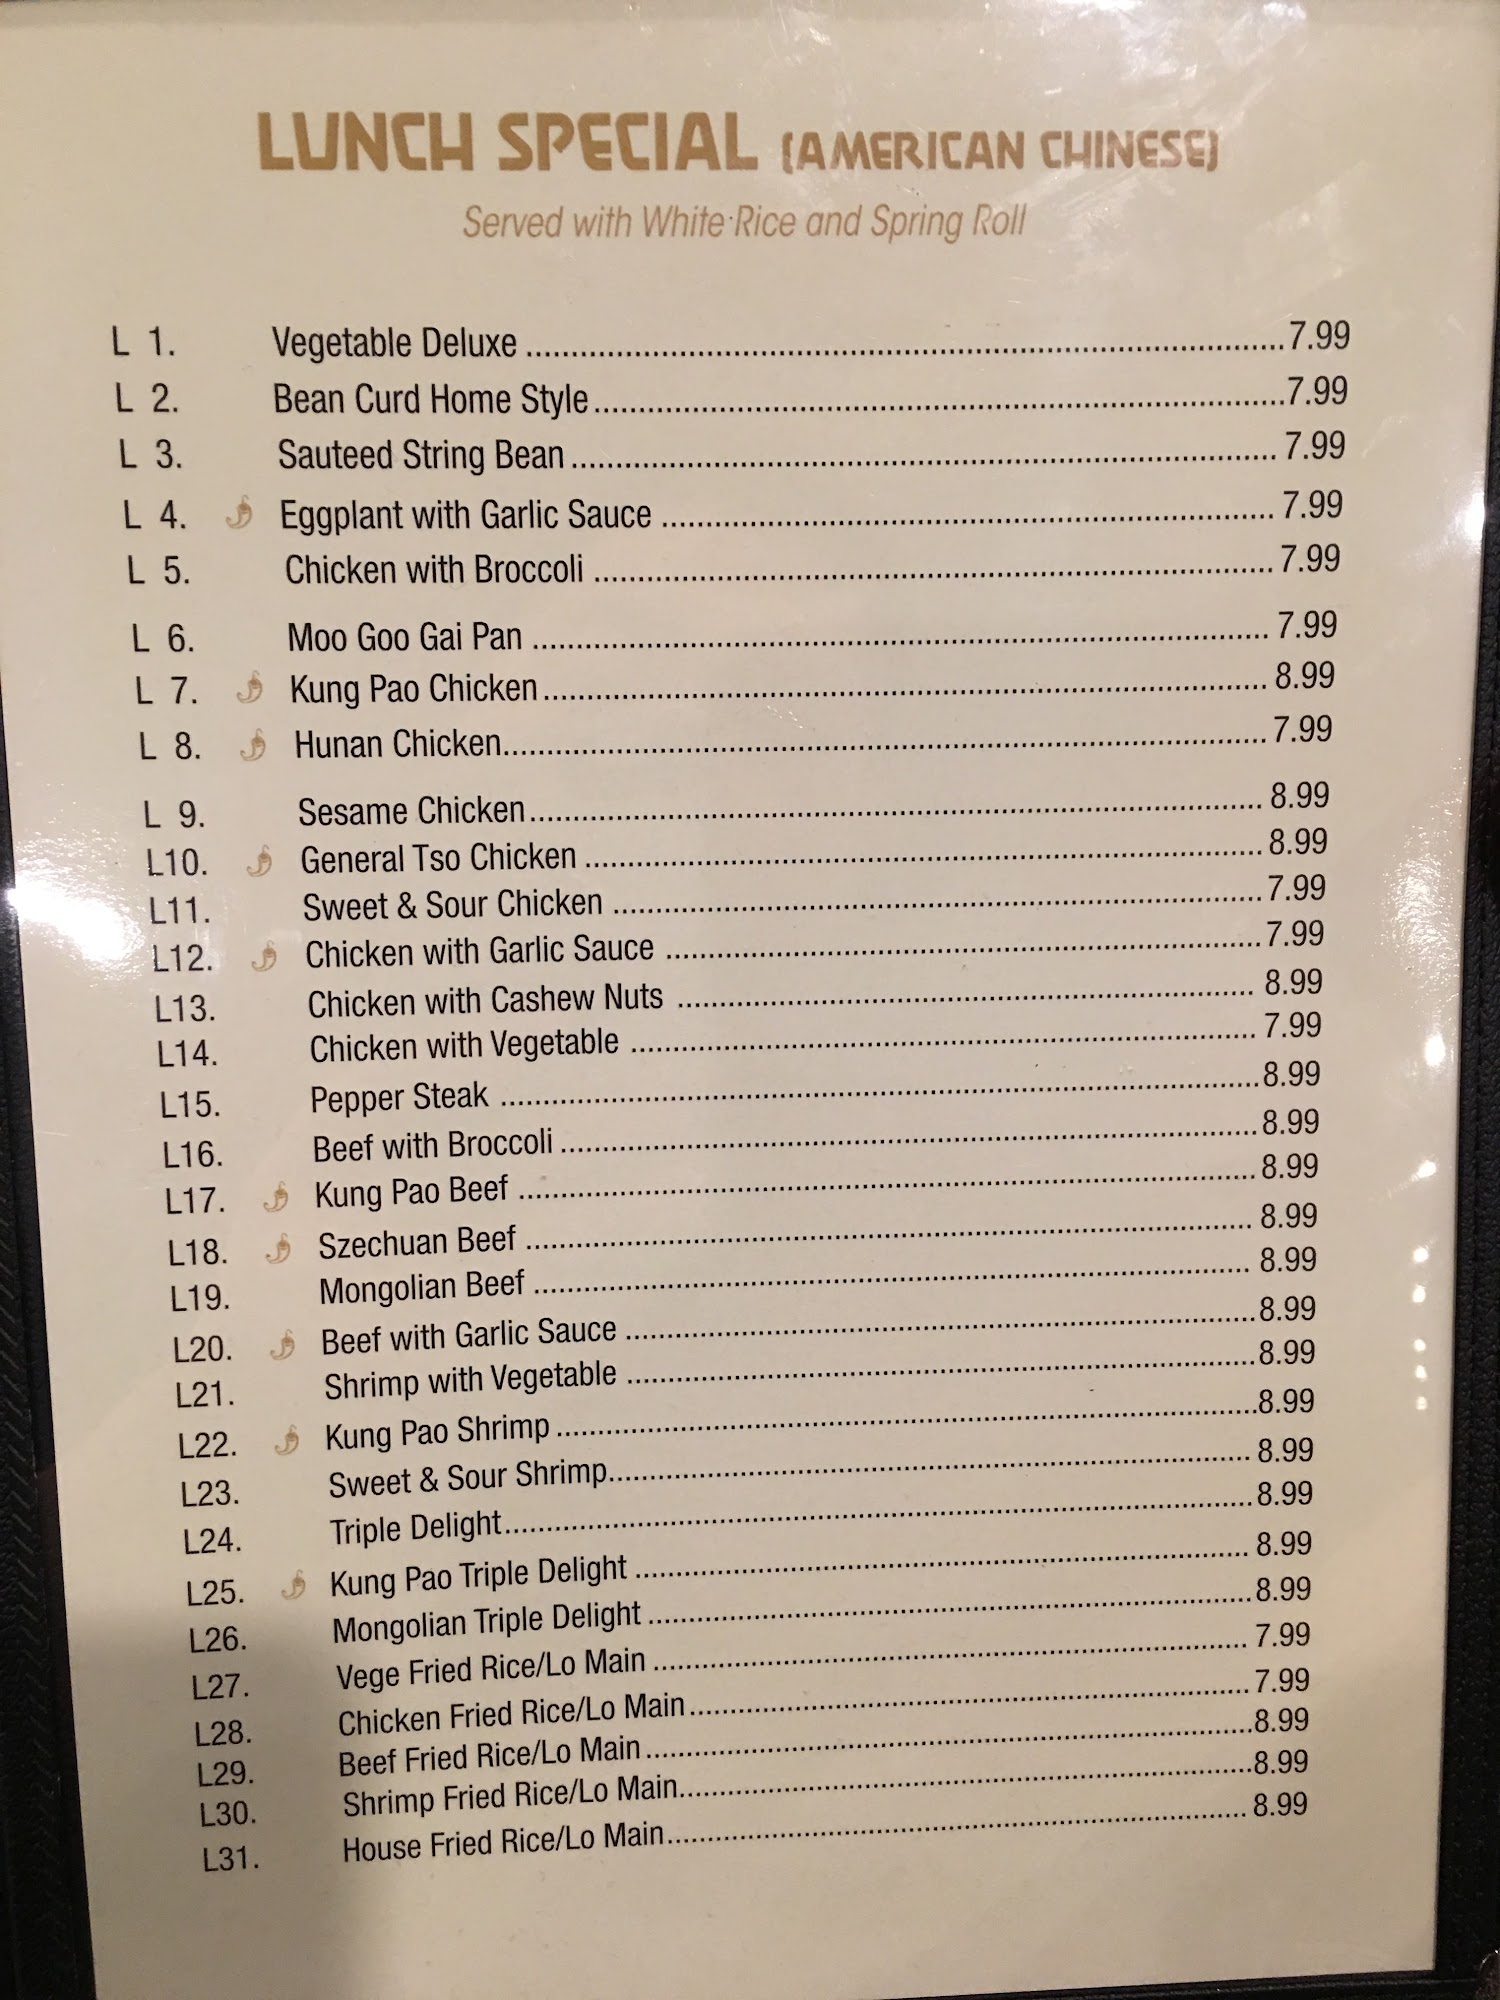 LUNCH SPECIAL (AMERICAN CHINESE)
Served with White Rice and Spring Roll
L 1. Vegetable Deluxe 7.99
L 2. Bean Curd Home Style 7.99
L 3. Sauteed String Bean 7.99
L 4. Eggplant with Garlic Sauce 7.99
L 5. Chicken with Broccoli 7.99
L 6. Moo Goo Gai Pan 7.99
L 7. Kung Pao Chicken 8.99
L 8. Hunan Chicken 7.99
L 9. Sesame Chicken 8.99
L10. General Tso Chicken 8.99
L11. Sweet & Sour Chicken 7.99
L12. Chicken with Garlic Sauce 7.99
L13. Chicken with Cashew Nuts 8.99
L14. Chicken with Vegetable 7.99
L15. Pepper Steak 8.99
L16. Beef with Broccoli 8.99
L17. Kung Pao Beef 8.99
L18. Szechuan Beef 8.99
L19. Mongolian Beef 8.99
L20. Beef with Garlic Sauce 8.99
L21. Shrimp with Vegetable 8.99
L22. Kung Pao Shrimp 8.99
L23. Sweet & Sour Shrimp 8.99
L24. Triple Delight 8.99
L25. Kung Pao Triple Delight 8.99
L26. Mongolian Triple Delight 8.99
L27. Vege Fried Rice/Lo Main 7.99
L28. Chicken Fried Rice/Lo Main 7.99
L29. Beef Fried Rice/Lo Main 8.99
L30. Shrimp Fried Rice/Lo Main 8.99
L31. House Fried Rice/Lo Main 8.99